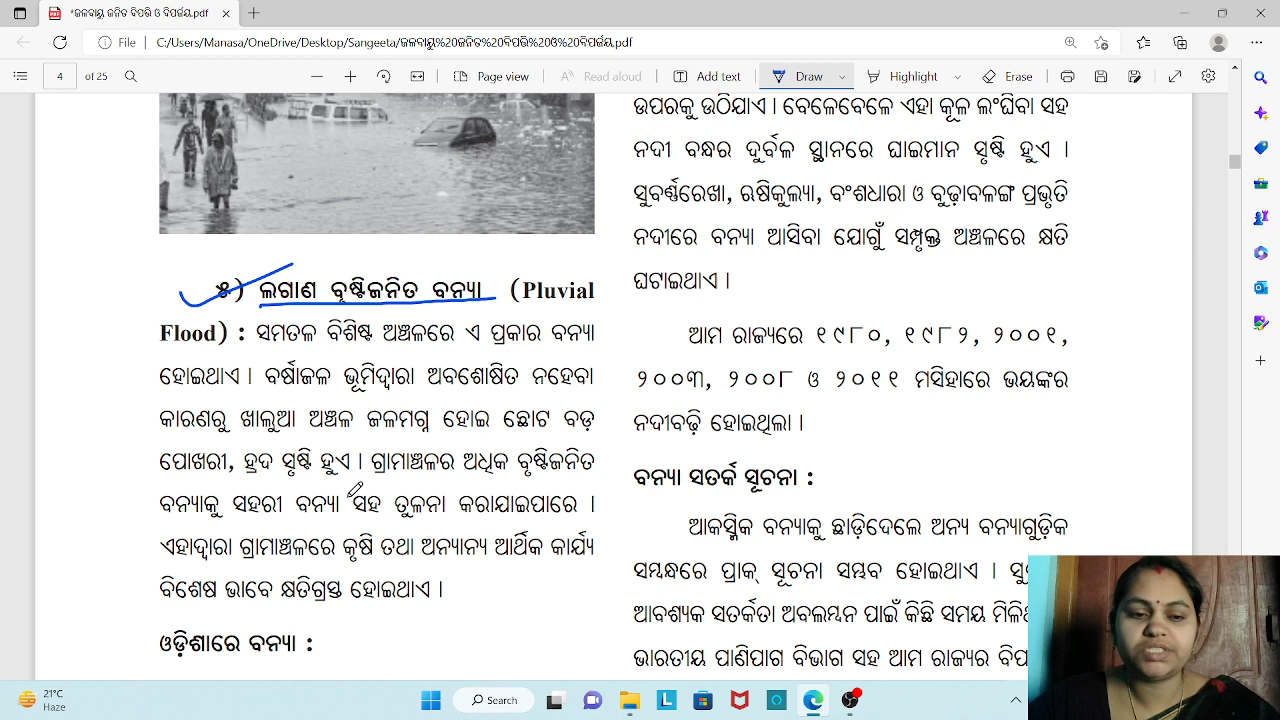 *ଜଳବାୟୁ ଜନିତ ବିପତ୍ତି ଓ ବିପର୍ଯ୍ୟୟ.pdf
File
C:/Users/Manasa/OneDrive/Desktop/Sangeeta/ଜଳବାୟୁ%20ଜନିତ%20ବିପତ୍ତି%20ଓ%20ବିପର୍ଯ୍ୟୟ.pdf
4 of 25
Page view
Read aloud
Add text
Draw
Highlight
Erase
୫) ଲଗାଣ ବୃଷ୍ଟିଜନିତ ବନ୍ୟା (Pluvial
Flood) : ସମତଳ ବିଶିଷ୍ଟ ଅଞ୍ଚଳରେ ଏ ପ୍ରକାର ବନ୍ୟା
ହୋଇଥାଏ । ବର୍ଷାଜଳ ଭୂମିଦ୍ୱାରା ଅବଶୋଷିତ ନହେବା
କାରଣରୁ ଖାଲୁଆ ଅଞ୍ଚଳ ଜଳମଗ୍ନ ହୋଇ ଛୋଟ ବଡ଼
ପୋଖରୀ, ହ୍ରଦ ସୃଷ୍ଟି ହୁଏ । ଗ୍ରାମାଞ୍ଚଳର ଅଧିକ ବୃଷ୍ଟିଜନିତ
ବନ୍ୟାକୁ ସହରୀ ବନ୍ୟା ସହ ତୁଳନା କରାଯାଇପାରେ ।
ଏହାଦ୍ୱାରା ଗ୍ରାମାଞ୍ଚଳରେ କୃଷି ତଥା ଅନ୍ୟାନ୍ୟ ଆର୍ଥିକ କାର୍ଯ୍ୟ
ବିଶେଷ ଭାବେ କ୍ଷତିଗ୍ରସ୍ତ ହୋଇଥାଏ ।
ଓଡ଼ିଶାରେ ବନ୍ୟା :
ଉପରକୁ ଉଠିଯାଏ । ବେଳେବେଳେ ଏହା କୂଳ ଲଂଘିବା ସହ
ନଦୀ ବନ୍ଧର ଦୁର୍ବଳ ସ୍ଥାନରେ ଘାଇମାନ ସୃଷ୍ଟି ହୁଏ ।
ସୁବର୍ଣ୍ଣରେଖା, ଋଷିକୁଲ୍ୟା, ବଂଶଧାରା ଓ ବୁଢ଼ାବଳଙ୍ଗ ପ୍ରଭୃତି
ନଦୀରେ ବନ୍ୟା ଆସିବା ଯୋଗୁଁ ସମ୍ପୃକ୍ତ ଅଞ୍ଚଳରେ କ୍ଷତି
ଘଟାଇଥାଏ ।
ଆମ ରାଜ୍ୟରେ ୧୯୮୦, ୧୯୮୨, ୨୦୦୧,
୨୦୦୩, ୨୦୦୮ ଓ ୨୦୧୧ ମସିହାରେ ଭୟଙ୍କର
ନଦୀବଢ଼ି ହୋଇଥିଲା ।
ବନ୍ୟା ସତର୍କ ସୂଚନା :
ଆକସ୍ମିକ ବନ୍ୟାକୁ ଛାଡ଼ିଦେଲେ ଅନ୍ୟ ବନ୍ୟାଗୁଡ଼ିକ
ସମ୍ବନ୍ଧରେ ପ୍ରାକ୍ ସୂଚନା ସମ୍ଭବ ହୋଇଥାଏ ।
ଆବଶ୍ୟକ ସତର୍କତା ଅବଲମ୍ବନ ପାଇଁ କିଛି ସମୟ
ଭାରତୀୟ ପାଣିପାଗ ବିଭାଗ ସହ ଆମ ରାଜ୍ୟର
21°C
Haze
Search